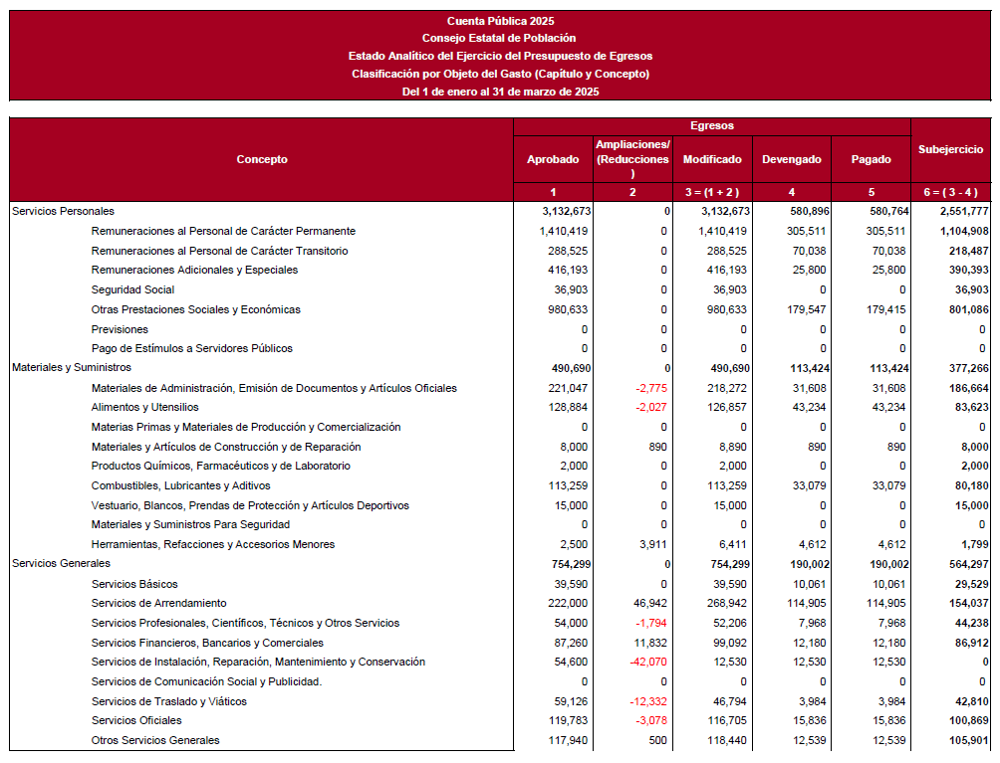 Cuenta Pública 2025
Consejo Estatal de Población
Estado Analítico del Ejercicio del Presupuesto de Egresos
Clasificación por Objeto del Gasto (Capítulo y Concepto)
Del 1 de enero al 31 de marzo de 2025
Concepto Egresos Subejercicio
Aprobado Ampliaciones/ (Reducciones ) Modificado Devengado Pagado
1 2 3 = (1 + 2 ) 4 5 6 = ( 3 - 4 )
Servicios Personales 3,132,673 0 3,132,673 580,896 580,764 2,551,777
Remuneraciones al Personal de Carácter Permanente 1,410,419 0 1,410,419 305,511 305,511 1,104,908
Remuneraciones al Personal de Carácter Transitorio 288,525 0 288,525 70,038 70,038 218,487
Remuneraciones Adicionales y Especiales 416,193 0 416,193 25,800 25,800 390,393
Seguridad Social 36,903 0 36,903 0 0 36,903
Otras Prestaciones Sociales y Económicas 980,633 0 980,633 179,547 179,415 801,086
Previsiones 0 0 0 0 0 0
Pago de Estímulos a Servidores Públicos 0 0 0 0 0 0
Materiales y Suministros 490,690 0 490,690 113,424 113,424 377,266
Materiales de Administración, Emisión de Documentos y Artículos Oficiales 221,047 -2,775 218,272 31,608 31,608 186,664
Alimentos y Utensilios 128,884 -2,027 126,857 43,234 43,234 83,623
Materias Primas y Materiales de Producción y Comercialización 0 0 0 0 0 0
Materiales y Artículos de Construcción y de Reparación 8,000 890 8,890 890 890 8,000
Productos Químicos, Farmacéuticos y de Laboratorio 2,000 0 2,000 0 0 2,000
Combustibles, Lubricantes y Aditivos 113,259 0 113,259 33,079 33,079 80,180
Vestuario, Blancos, Prendas de Protección y Artículos Deportivos 15,000 0 15,000 0 0 15,000
Materiales y Suministros Para Seguridad 0 0 0 0 0 0
Herramientas, Refacciones y Accesorios Menores 2,500 3,911 6,411 4,612 4,612 1,799
Servicios Generales 754,299 0 754,299 190,002 190,002 564,297
Servicios Básicos 39,590 0 39,590 10,061 10,061 29,529
Servicios de Arrendamiento 222,000 46,942 268,942 114,905 114,905 154,037
Servicios Profesionales, Científicos, Técnicos y Otros Servicios 54,000 -1,794 52,206 7,968 7,968 44,238
Servicios Financieros, Bancarios y Comerciales 87,260 11,832 99,092 12,180 12,180 86,912
Servicios de Instalación, Reparación, Mantenimiento y Conservación 54,600 -42,070 12,530 12,530 12,530 0
Servicios de Comunicación Social y Publicidad. 0 0 0 0 0 0
Servicios de Traslado y Viáticos 59,126 -12,332 46,794 3,984 3,984 42,810
Servicios Oficiales 119,783 -3,078 116,705 15,836 15,836 100,869
Otros Servicios Generales 117,940 500 118,440 12,539 12,539 105,901